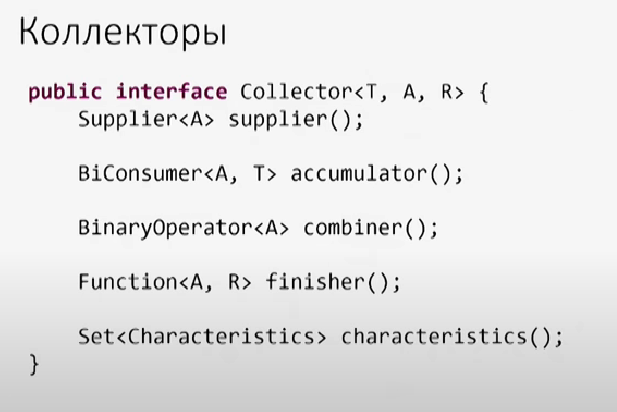 Коллекторы
public interface Collector<T, A, R> {
Supplier<A> supplier();
BiConsumer<A, T> accumulator();
BinaryOperator<A> combiner();
Function<A, R> finisher();
Set<Characteristics> characteristics();
}